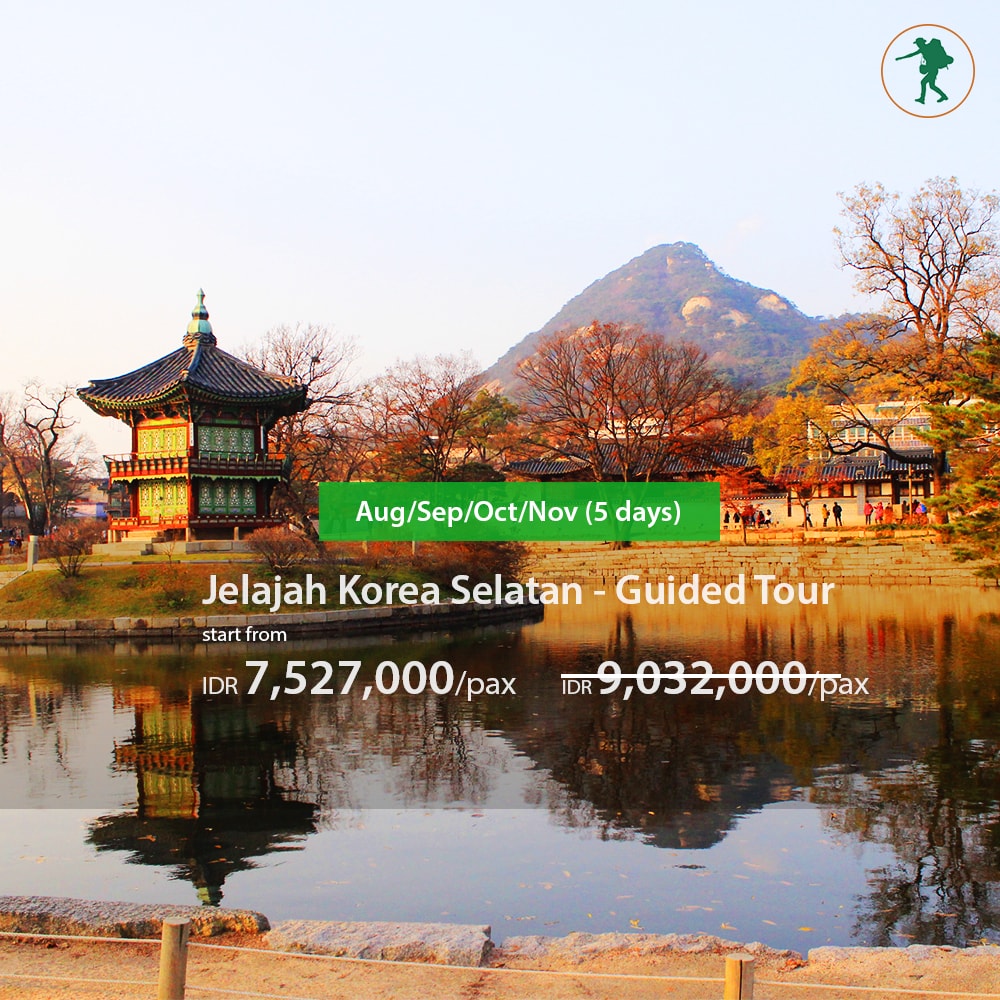 Aug/Sep/Oct/Nov (5 days)
Jelajah Korea Selatan - Guided Tour
start from
IDR 7,527,000/pax IDR 9,032,000/pax